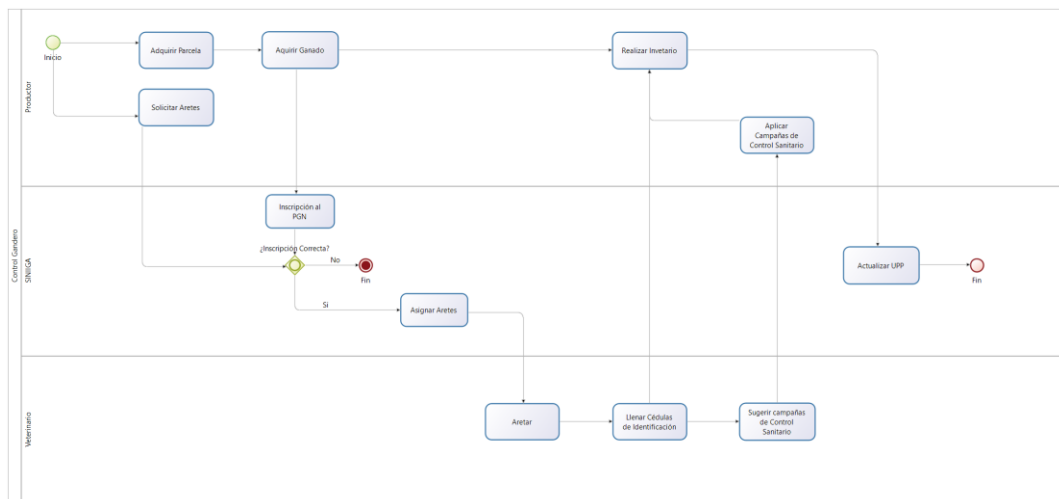 Control Gandero
Productor
Inicio
Adquirir Parcela
Aquirir Ganado
Realizar Invetario
Solicitar Aretes
Aplicar
Campañas de
Control Sanitario
SINIIGA
Inscripción al
PGN
¿Inscripción Correcta?
No
Fin
Si
Asignar Aretes
Actualizar UPP
Fin
Veterinario
Aretar
Llenar Cédulas
de Identificación
Sugerir campañas
de Control
Sanitario